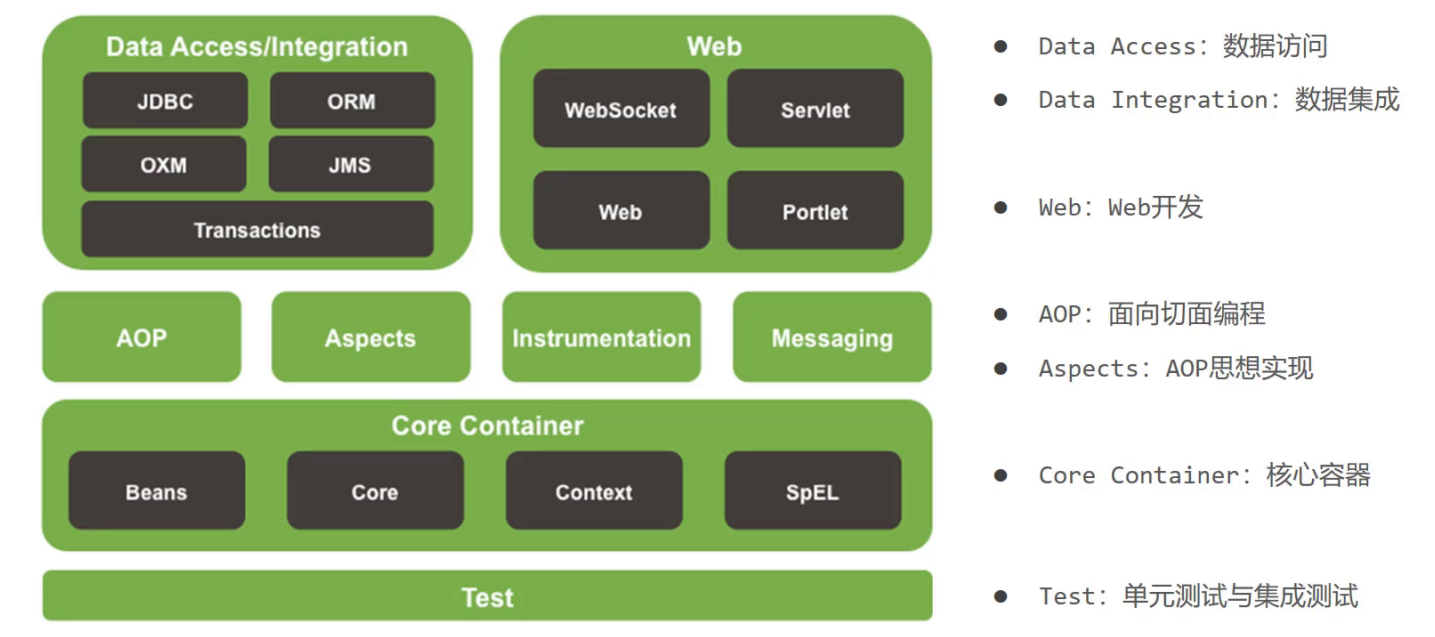 Data Access/Integration
JDBC
ORM
OXM
JMS
Transactions
Web
WebSocket
Servlet
Web
Portlet
AOP
Aspects
Instrumentation
Messaging
Core Container
Beans
Core
Context
SpEL
Test
● Data Access：数据访问
● Data Integration：数据集成
● Web：Web开发
● AOP：面向切面编程
● Aspects：AOP思想实现
● Core Container：核心容器
● Test：单元测试与集成测试